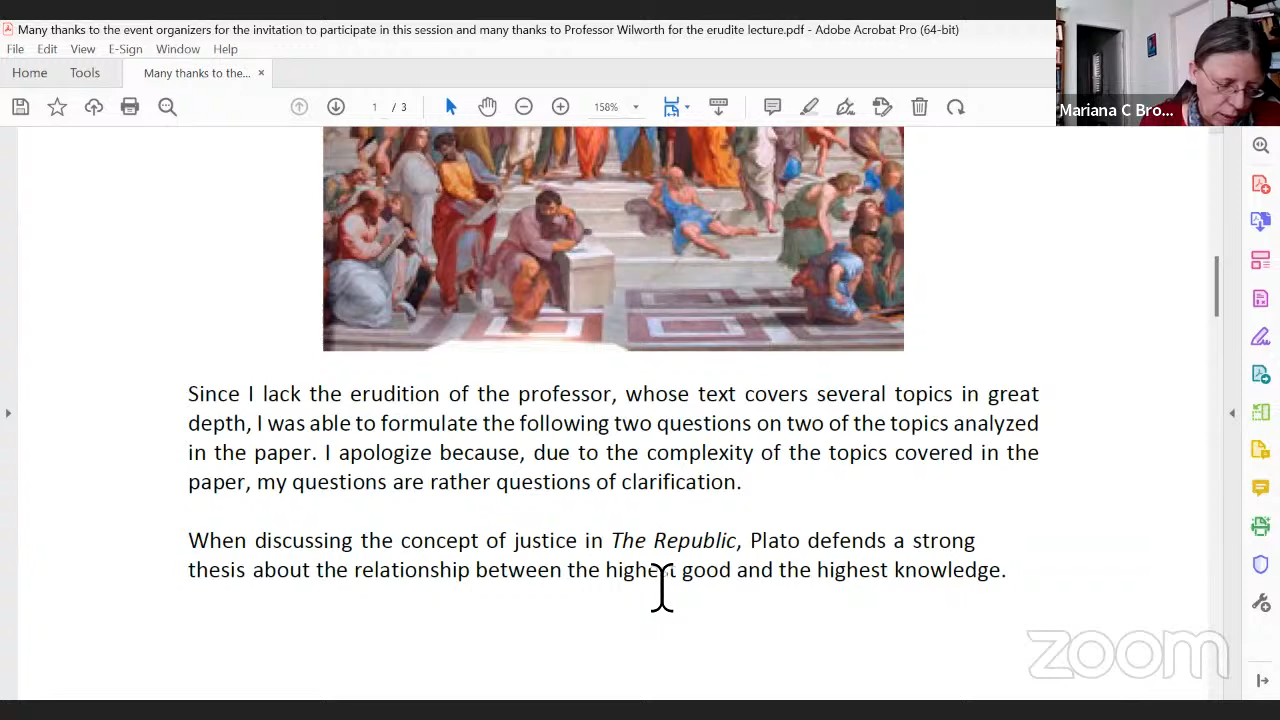 Many thanks to the event organizers for the invitation to participate in this session and many thanks to Professor Wilworth for the erudite lecture.pdf - Adobe Acrobat Pro (64-bit)
File Edit View E-Sign Window Help
Home Tools Many thanks to the... ×
1 / 3 158%
Mariana C Bro...
Since I lack the erudition of the professor, whose text covers several topics in great
depth, I was able to formulate the following two questions on two of the topics analyzed
in the paper. I apologize because, due to the complexity of the topics covered in the
paper, my questions are rather questions of clarification.
When discussing the concept of justice in The Republic, Plato defends a strong
thesis about the relationship between the highest good and the highest knowledge.
zoom